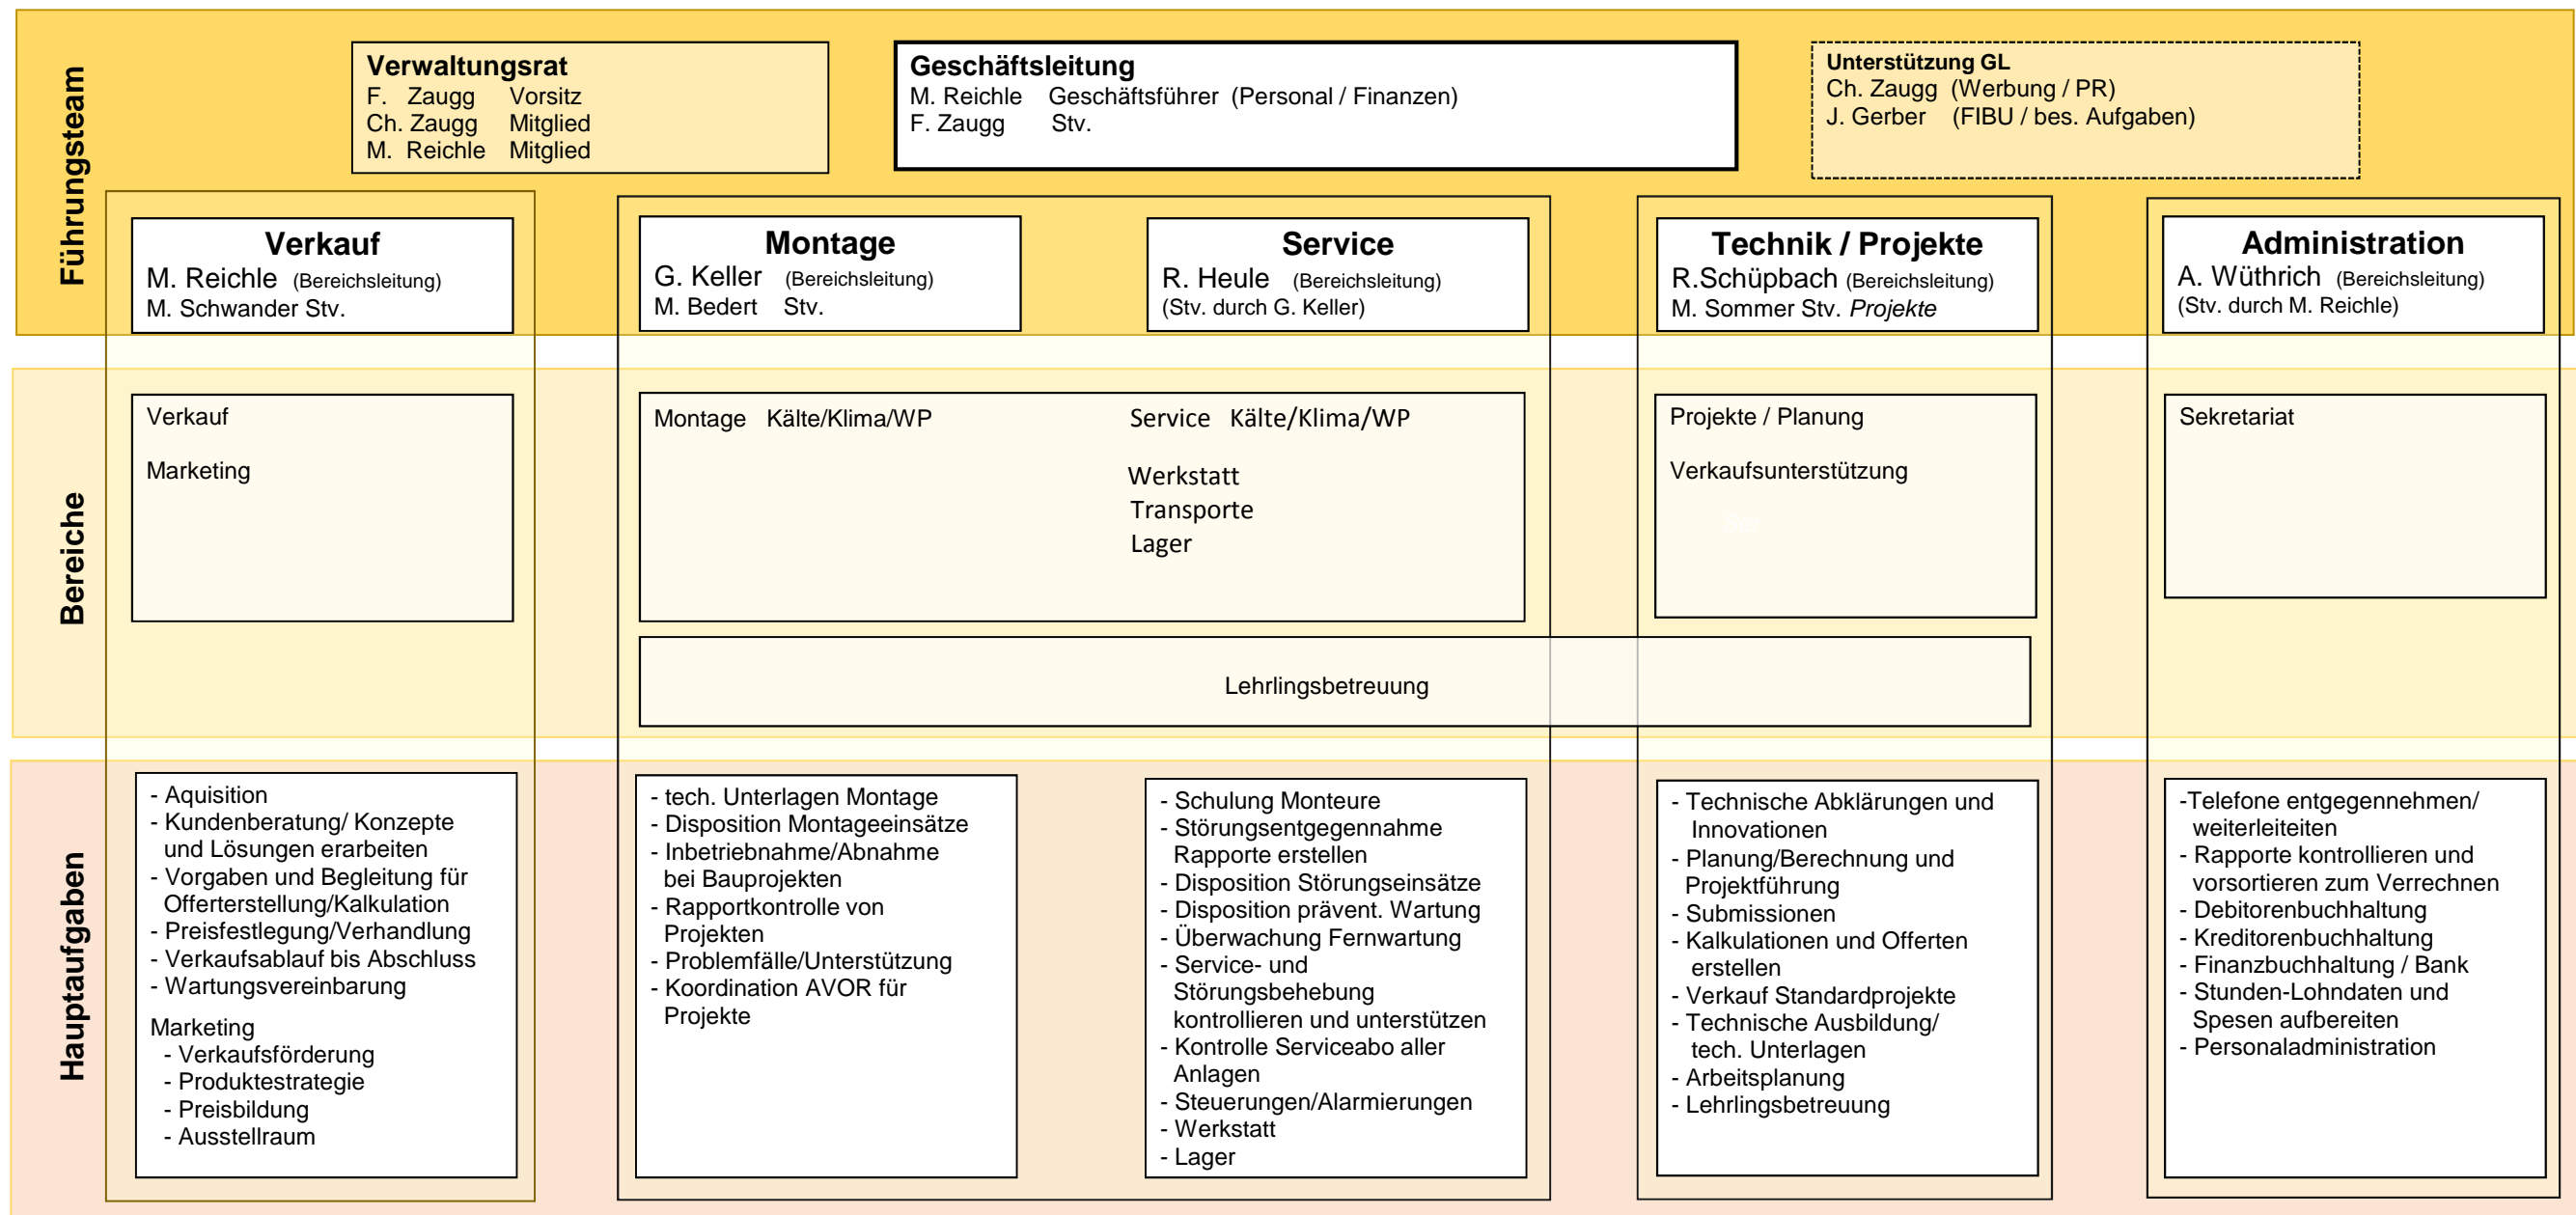 Führungsteam
Verwaltungsrat
F. Zaugg Vorsitz
Ch. Zaugg Mitglied
M. Reichle Mitglied
Geschäftsleitung
M. Reichle Geschäftsführer (Personal / Finanzen)
F. Zaugg Stv.
Unterstützung GL
Ch. Zaugg (Werbung / PR)
J. Gerber (FIBU / bes. Aufgaben)
Verkauf
M. Reichle (Bereichsleitung)
M. Schwander Stv.
Montage
G. Keller (Bereichsleitung)
M. Bedert Stv.
Service
R. Heule (Bereichsleitung)
(Stv. durch G. Keller)
Technik / Projekte
R.Schüpbach (Bereichsleitung)
M. Sommer Stv. Projekte
Administration
A. Wüthrich (Bereichsleitung)
(Stv. durch M. Reichle)
Bereiche
Verkauf
Marketing
Montage Kälte/Klima/WP
Service Kälte/Klima/WP
Werkstatt
Transporte
Lager
Projekte / Planung
Verkaufsunterstützung
Sekretariat
Lehrlingsbetreuung
Hauptaufgaben
- Aquisition
- Kundenberatung/ Konzepte
und Lösungen erarbeiten
- Vorgaben und Begleitung für
Offerterstellung/Kalkulation
- Preisfestlegung/Verhandlung
- Verkaufsablauf bis Abschluss
- Wartungsvereinbarung
Marketing
- Verkaufsförderung
- Produktestrategie
- Preisbildung
- Ausstellraum
- tech. Unterlagen Montage
- Disposition Montageeinsätze
- Inbetriebnahme/Abnahme
bei Bauprojekten
- Rapportkontrolle von
Projekten
- Problemfälle/Unterstützung
- Koordination AVOR für
Projekte
- Schulung Monteure
- Störungsentgegennahme
Rapporte erstellen
- Disposition Störungseinsätze
- Disposition prävent. Wartung
- Überwachung Fernwartung
- Service- und
Störungsbehebung
kontrollieren und unterstützen
- Kontrolle Serviceabo aller
Anlagen
- Steuerungen/Alarmierungen
- Werkstatt
- Lager
- Technische Abklärungen und
Innovationen
- Planung/Berechnung und
Projektführung
- Submissionen
- Kalkulationen und Offerten
erstellen
- Verkauf Standardprojekte
- Technische Ausbildung/
tech. Unterlagen
- Arbeitsplanung
- Lehrlingsbetreuung
-Telefone entgegennehmen/
weiterleiteiten
- Rapporte kontrollieren und
vorsortieren zum Verrechnen
- Debitorenbuchhaltung
- Kreditorenbuchhaltung
- Finanzbuchhaltung / Bank
- Stunden-Lohndaten und
Spesen aufbereiten
- Personaladministration